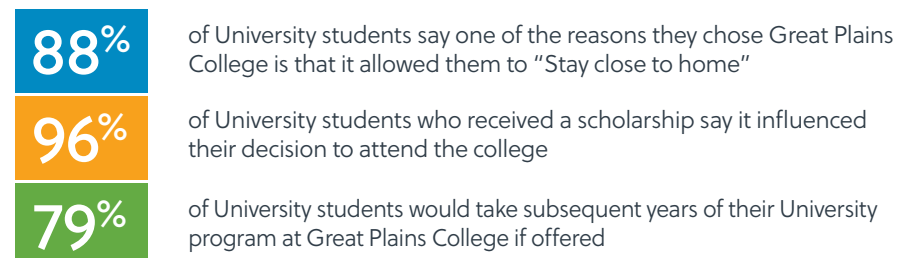 88%
of University students say one of the reasons they chose Great Plains
College is that it allowed them to “Stay close to home”
96%
of University students who received a scholarship say it influenced
their decision to attend the college
79%
of University students would take subsequent years of their University
program at Great Plains College if offered